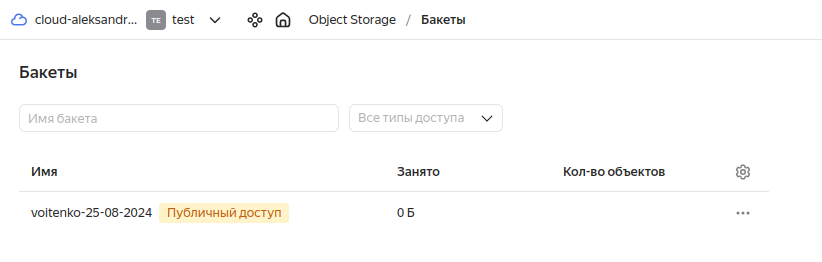 cloud-aleksandr... TE test Object Storage / Бакеты
Бакеты
Имя бакета Все типы доступа
Имя Занято Кол-во объектов
voitenko-25-08-2024 Публичный доступ 0 Б